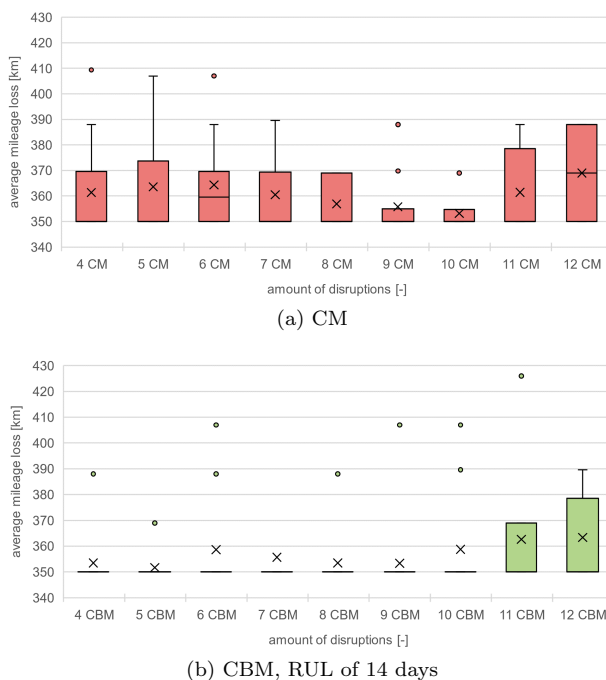 430
420
410
400
390
380
370
360
350
340
average mileage loss [km]
4 CM 5 CM 6 CM 7 CM 8 CM 9 CM 10 CM 11 CM 12 CM
amount of disruptions [-]
(a) CM
430
420
410
400
390
380
370
360
350
340
average mileage loss [km]
4 CBM 5 CBM 6 CBM 7 CBM 8 CBM 9 CBM 10 CBM 11 CBM 12 CBM
amount of disruptions [-]
(b) CBM, RUL of 14 days